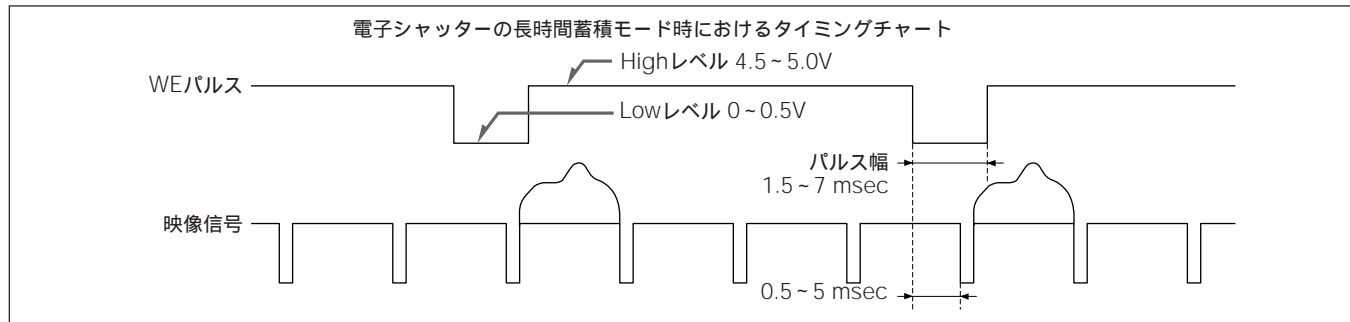 電子シャッターの長時間蓄積モード時におけるタイミングチャート
Highレベル 4.5~5.0V
WEパルス
Lowレベル 0~0.5V
パルス幅
1.5~7 msec
映像信号
0.5~5 msec